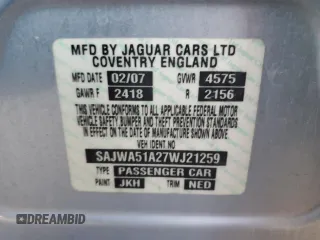 MFD BY JAGUAR CARS LTD
COVENTRY ENGLAND
MFD DATE 02/07 GVWR 4575
GAWR F 2418 R 2156
THIS VEHICLE CONFORMS TO ALL APPLICABLE FEDERAL MOTOR
VEHICLE SAFETY BUMPER AND THEFT PREVENTION STANDARDS
IN EFFECT ON THE DATE OF MANUFACTURE SHOWN ABOVE
VEH IDENT NO
SAJWA51A27WJ21259
TYPE PASSENGER CAR
PAINT JKH TRIM NED
DREAMBID